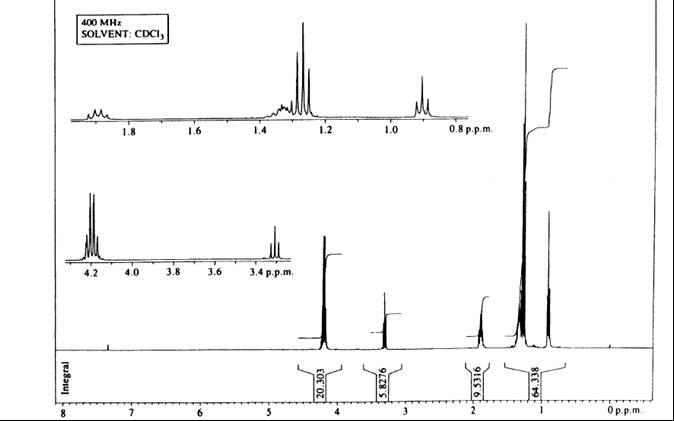 400 MHz
SOLVENT: CDCl3
1.8 1.6 1.4 1.2 1.0 0.8 p.p.m.
4.2 4.0 3.8 3.6 3.4 p.p.m.
Integral
20.303
5.8276
9.5316
64.338
8 7 6 5 4 3 2 1 0 p.p.m.